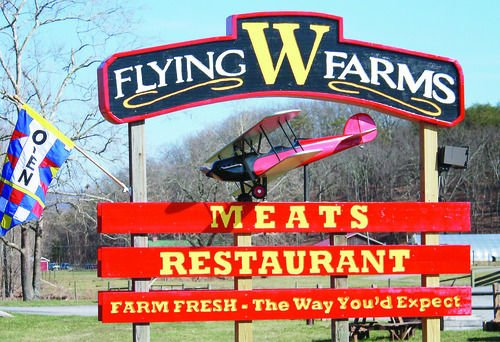 FLYING W FARMS
OPEN
MEATS
RESTAURANT
FARM FRESH - The Way You'd Expect